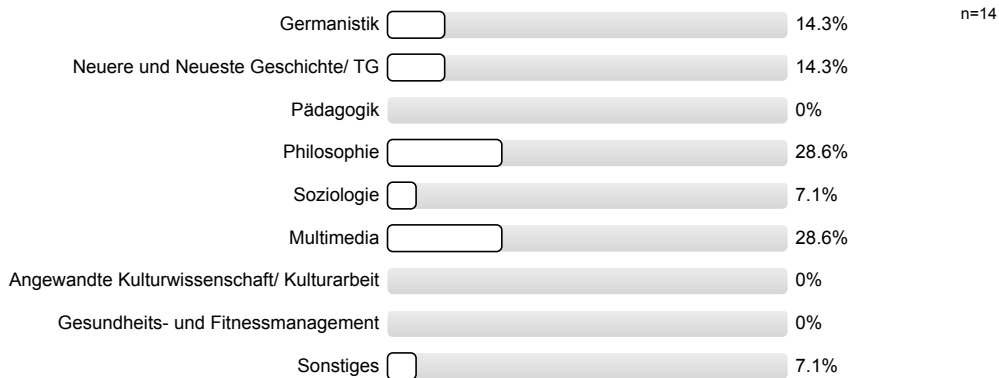 Germanistik 14.3% n=14
Neuere und Neueste Geschichte/ TG 14.3%
Pädagogik 0%
Philosophie 28.6%
Soziologie 7.1%
Multimedia 28.6%
Angewandte Kulturwissenschaft/ Kulturarbeit 0%
Gesundheits- und Fitnessmanagement 0%
Sonstiges 7.1%